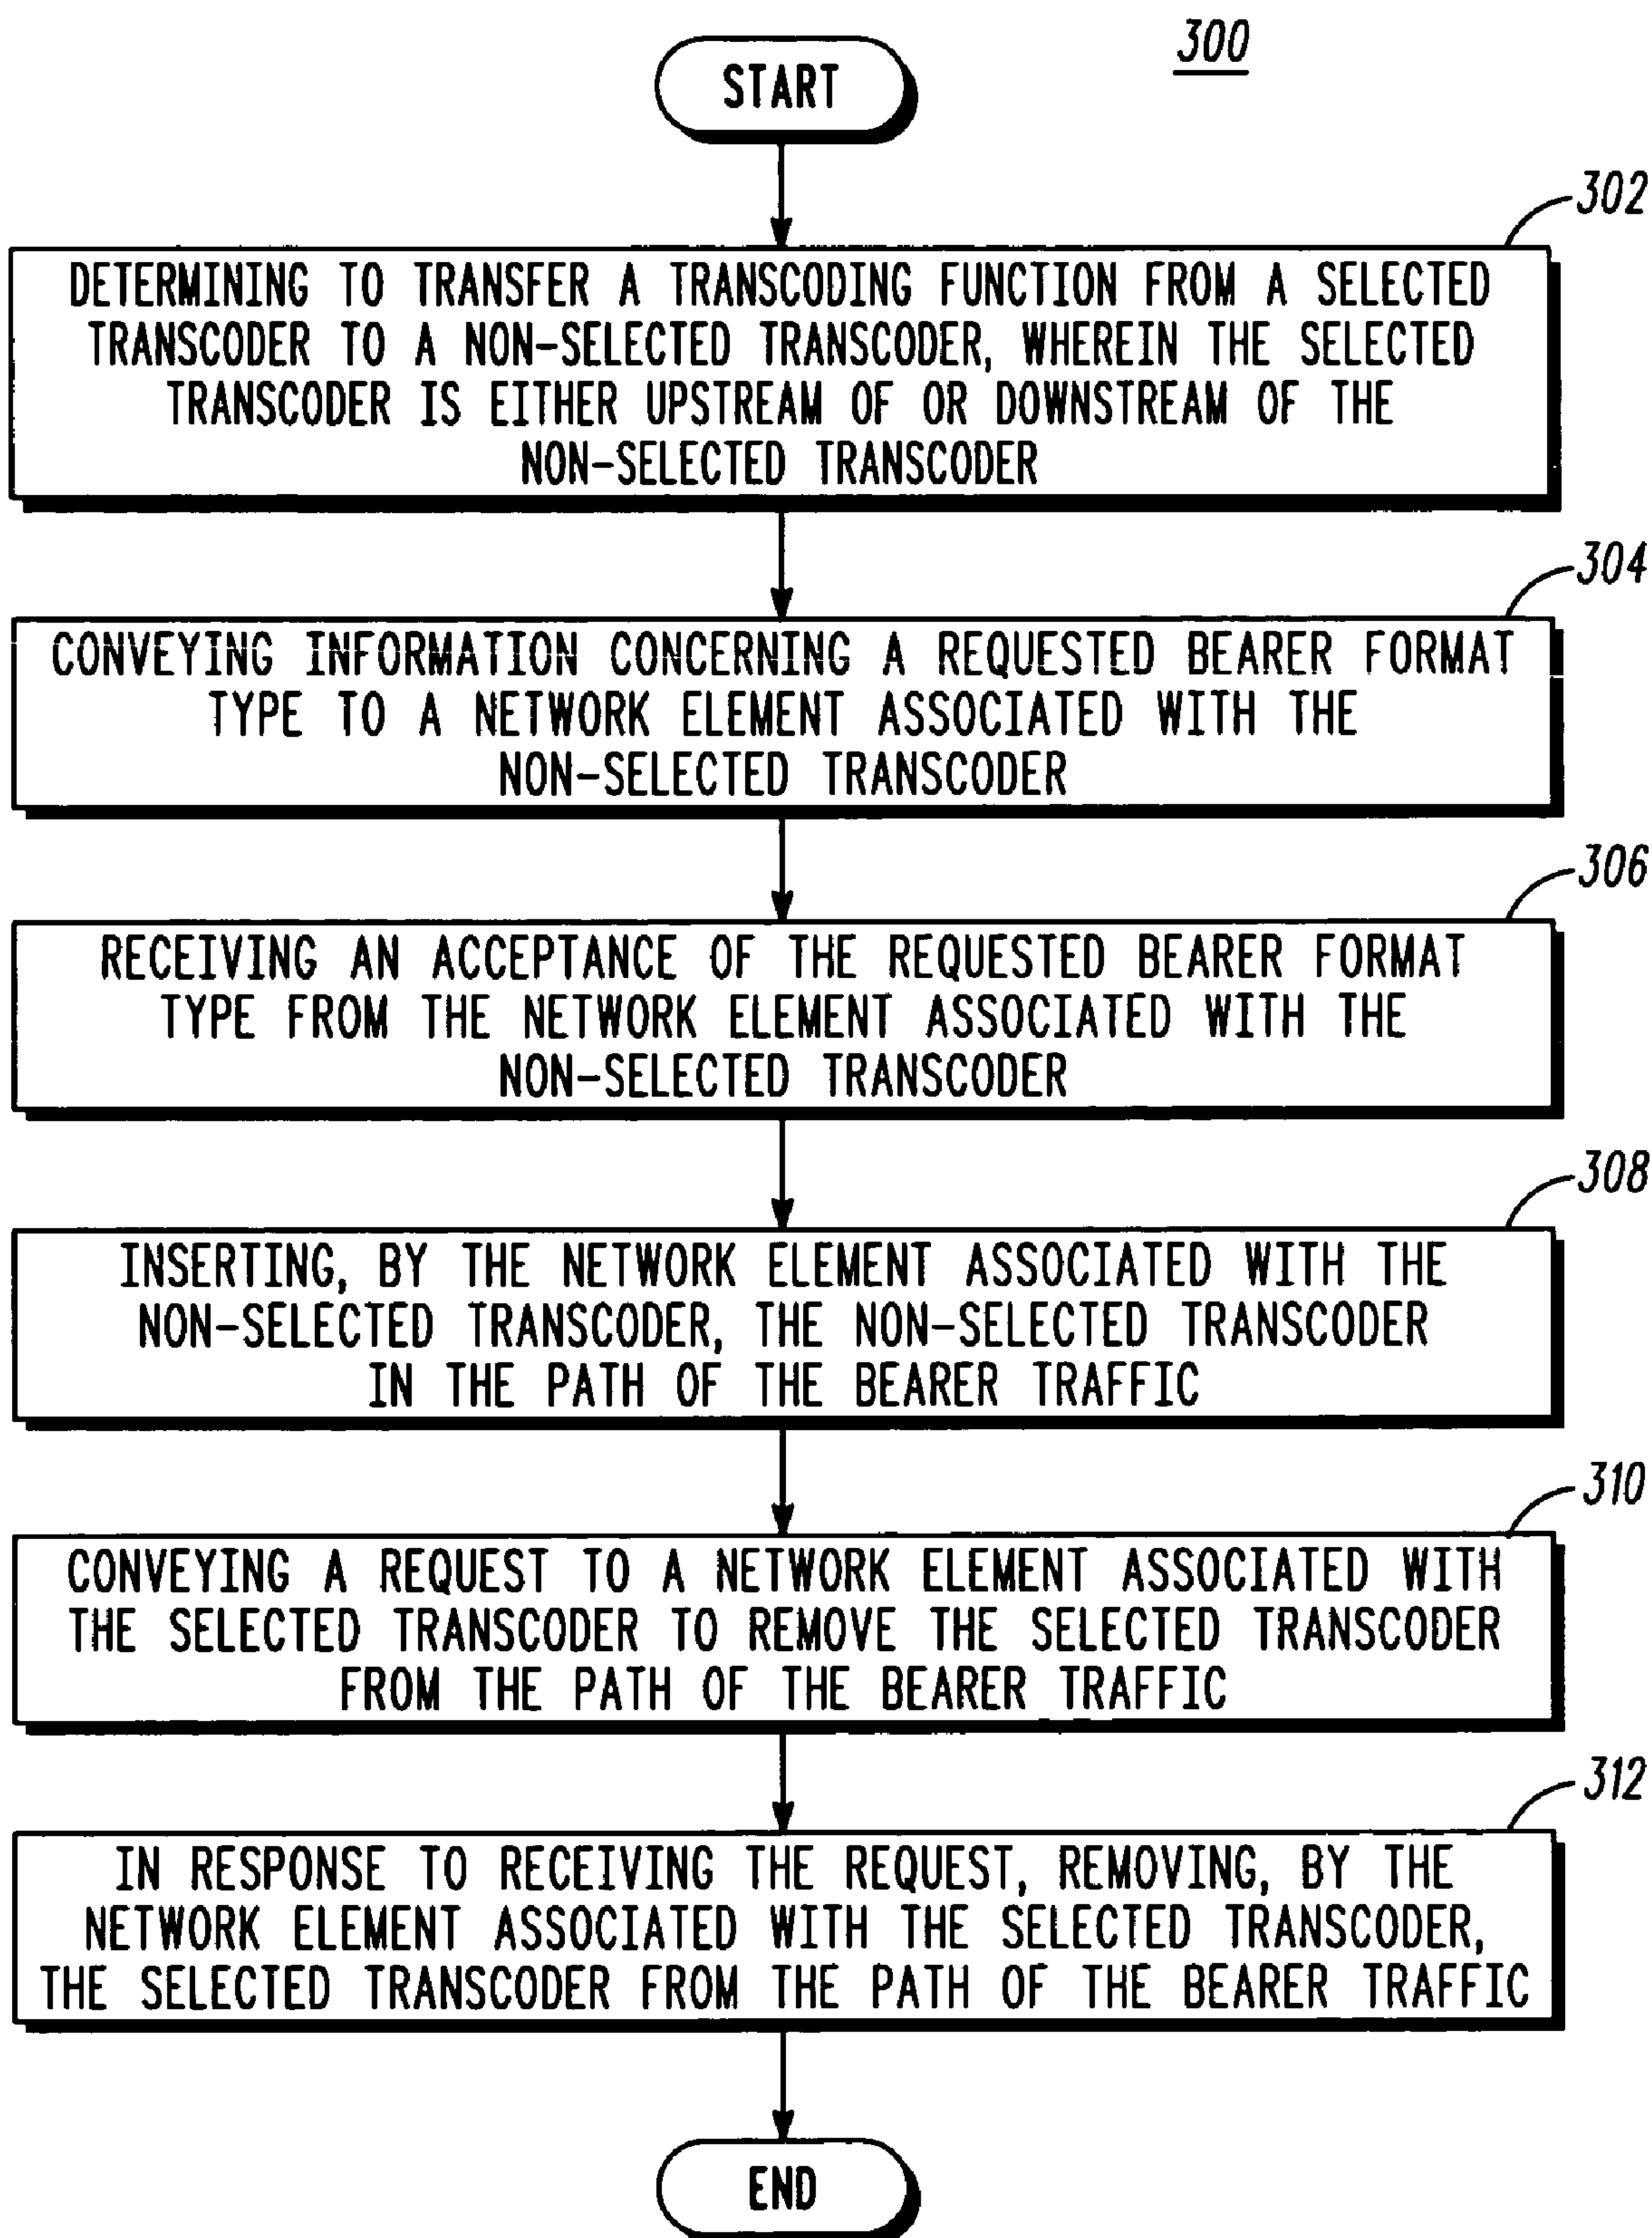 300
START
302
DETERMINING TO TRANSFER A TRANSCODING FUNCTION FROM A SELECTED
TRANSCODER TO A NON-SELECTED TRANSCODER, WHEREIN THE SELECTED
TRANSCODER IS EITHER UPSTREAM OF OR DOWNSTREAM OF THE
NON-SELECTED TRANSCODER
304
CONVEYING INFORMATION CONCERNING A REQUESTED BEARER FORMAT
TYPE TO A NETWORK ELEMENT ASSOCIATED WITH THE
NON-SELECTED TRANSCODER
306
RECEIVING AN ACCEPTANCE OF THE REQUESTED BEARER FORMAT
TYPE FROM THE NETWORK ELEMENT ASSOCIATED WITH THE
NON-SELECTED TRANSCODER
308
INSERTING, BY THE NETWORK ELEMENT ASSOCIATED WITH THE
NON-SELECTED TRANSCODER, THE NON-SELECTED TRANSCODER
IN THE PATH OF THE BEARER TRAFFIC
310
CONVEYING A REQUEST TO A NETWORK ELEMENT ASSOCIATED WITH
THE SELECTED TRANSCODER TO REMOVE THE SELECTED TRANSCODER
FROM THE PATH OF THE BEARER TRAFFIC
312
IN RESPONSE TO RECEIVING THE REQUEST, REMOVING, BY THE
NETWORK ELEMENT ASSOCIATED WITH THE SELECTED TRANSCODER,
THE SELECTED TRANSCODER FROM THE PATH OF THE BEARER TRAFFIC
END